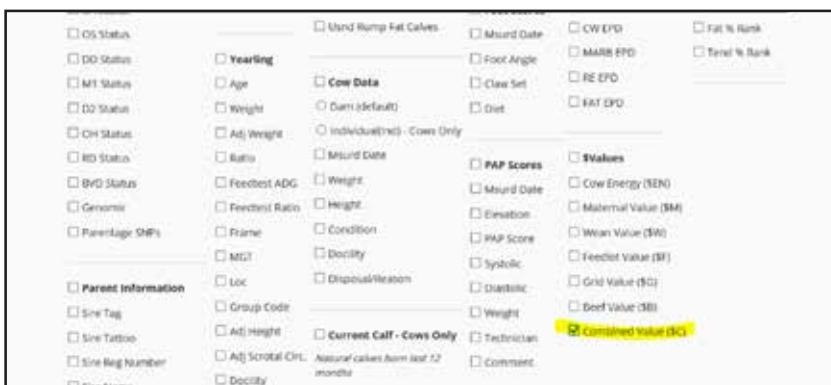 OS Status
DD Status
MT Status
D2 Status
OH Status
RD Status
BVD Status
Genomic
Parentage SNPs
Parent Information
Sire Tag
Sire Tattoo
Sire Reg Number
Yearling
Age
Weight
Adj Weight
Ratio
Feedtest ADG
Feedtest Ratio
Frame
MGT
Loc
Group Code
Adj Height
Adj Scrotal Circ.
Docility
Usnd Rump Fat Calves
Cow Data
Dam (default)
Individual(Ind) - Cows Only
Msurd Date
Weight
Height
Condition
Docility
Disposal/Reason
Current Calf - Cows Only
Natural calves born last 12
months
Msurd Date
Foot Angle
Claw Set
Diet
PAP Scores
Msurd Date
Elevation
PAP Score
Systolic
Diastolic
Weight
Technician
Comment
CW EPD
MARB EPD
RE EPD
FAT EPD
$Values
Cow Energy ($EN)
Maternal Value ($M)
Wean Value ($W)
Feedlot Value ($F)
Grid Value ($G)
Beef Value ($B)
Combined Value ($C)
Fat % Rank
Tend % Rank